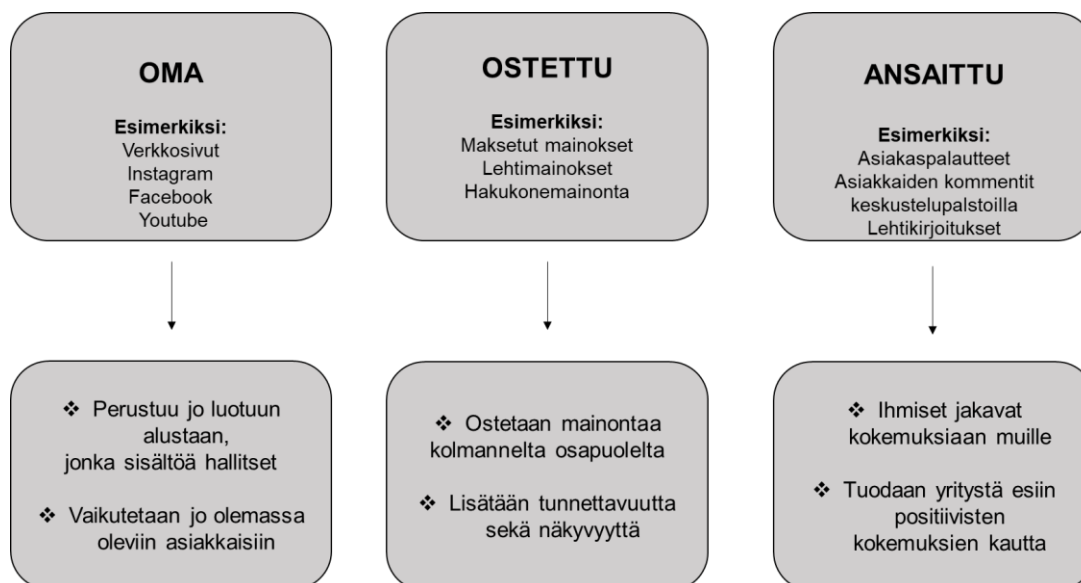 OMA
Esimerkiksi:
Verkkosivut
Instagram
Facebook
Youtube
OSTETTU
Esimerkiksi:
Maksetut mainokset
Lehtimainokset
Hakukonemainonta
ANSAITTU
Esimerkiksi:
Asiakaspalautteet
Asiakkaiden kommentit
keskustelupalstoilla
Lehtikirjoitukset
❖ Perustuu jo luotuun
alustaan,
jonka sisältöä hallitset
❖ Vaikutetaan jo olemassa
oleviin asiakkaisiin
❖ Ostetaan mainontaa
kolmannelta osapuolelta
❖ Lisätään tunnettavuutta
sekä näkyvyyttä
❖ Ihmiset jakavat
kokemuksiaan muille
❖ Tuodaan yritystä esiin
positiivisten
kokemuksien kautta